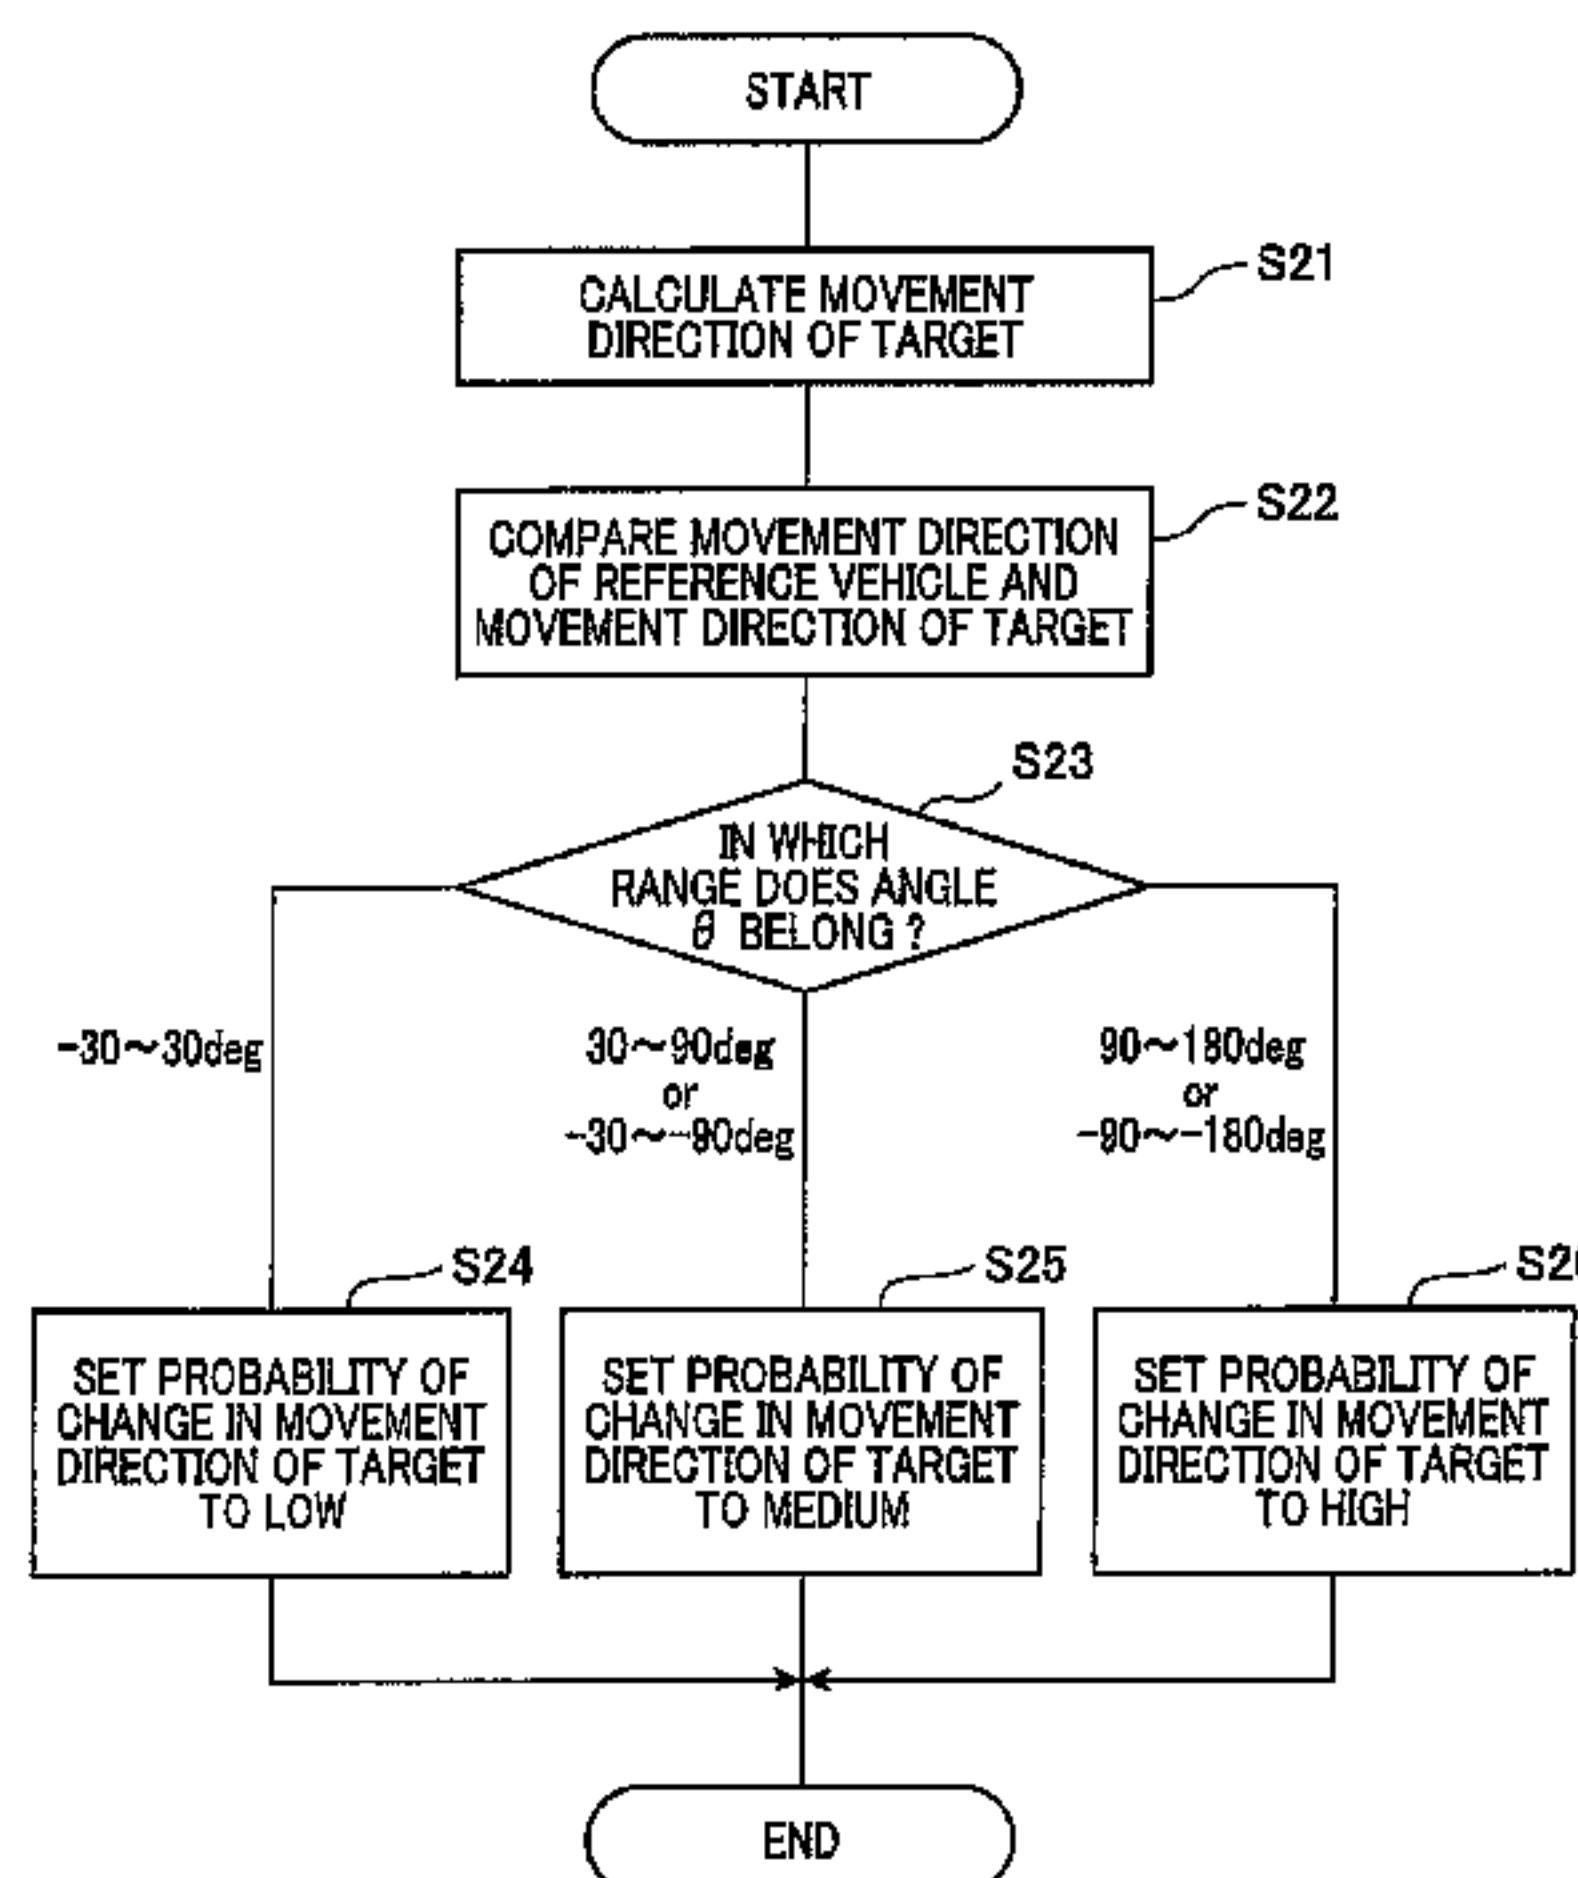 START
S21
CALCULATE MOVEMENT
DIRECTION OF TARGET
S22
COMPARE MOVEMENT DIRECTION
OF REFERENCE VEHICLE AND
MOVEMENT DIRECTION OF TARGET
S23
IN WHICH
RANGE DOES ANGLE
θ BELONG ?
-30~30deg
30~90deg
or
-30~-90deg
90~180deg
or
-90~-180deg
S24
SET PROBABILITY OF
CHANGE IN MOVEMENT
DIRECTION OF TARGET
TO LOW
S25
SET PROBABILITY OF
CHANGE IN MOVEMENT
DIRECTION OF TARGET
TO MEDIUM
SET PROBABILITY OF
CHANGE IN MOVEMENT
DIRECTION OF TARGET
TO HIGH
END